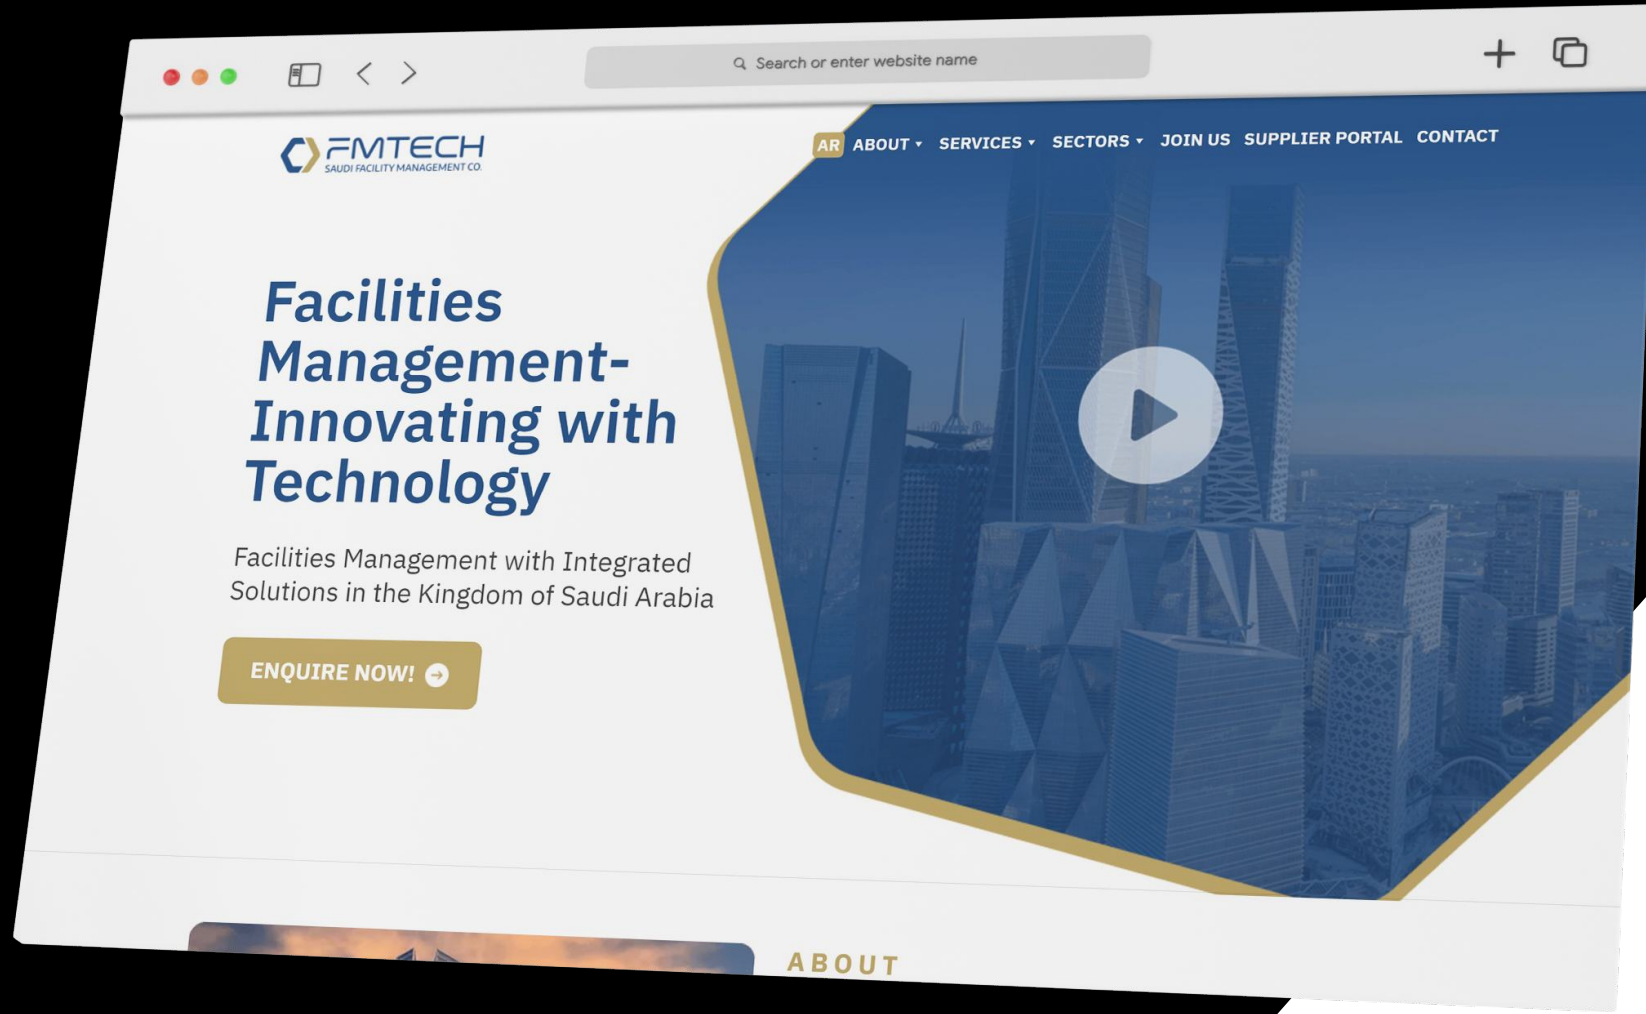 Search or enter website name
FMTECH
SAUDI FACILITY MANAGEMENT CO.
AR ABOUT SERVICES SECTORS JOIN US SUPPLIER PORTAL CONTACT
Facilities
Management-
Innovating with
Technology
Facilities Management with Integrated
Solutions in the Kingdom of Saudi Arabia
ENQUIRE NOW!
ABOUT